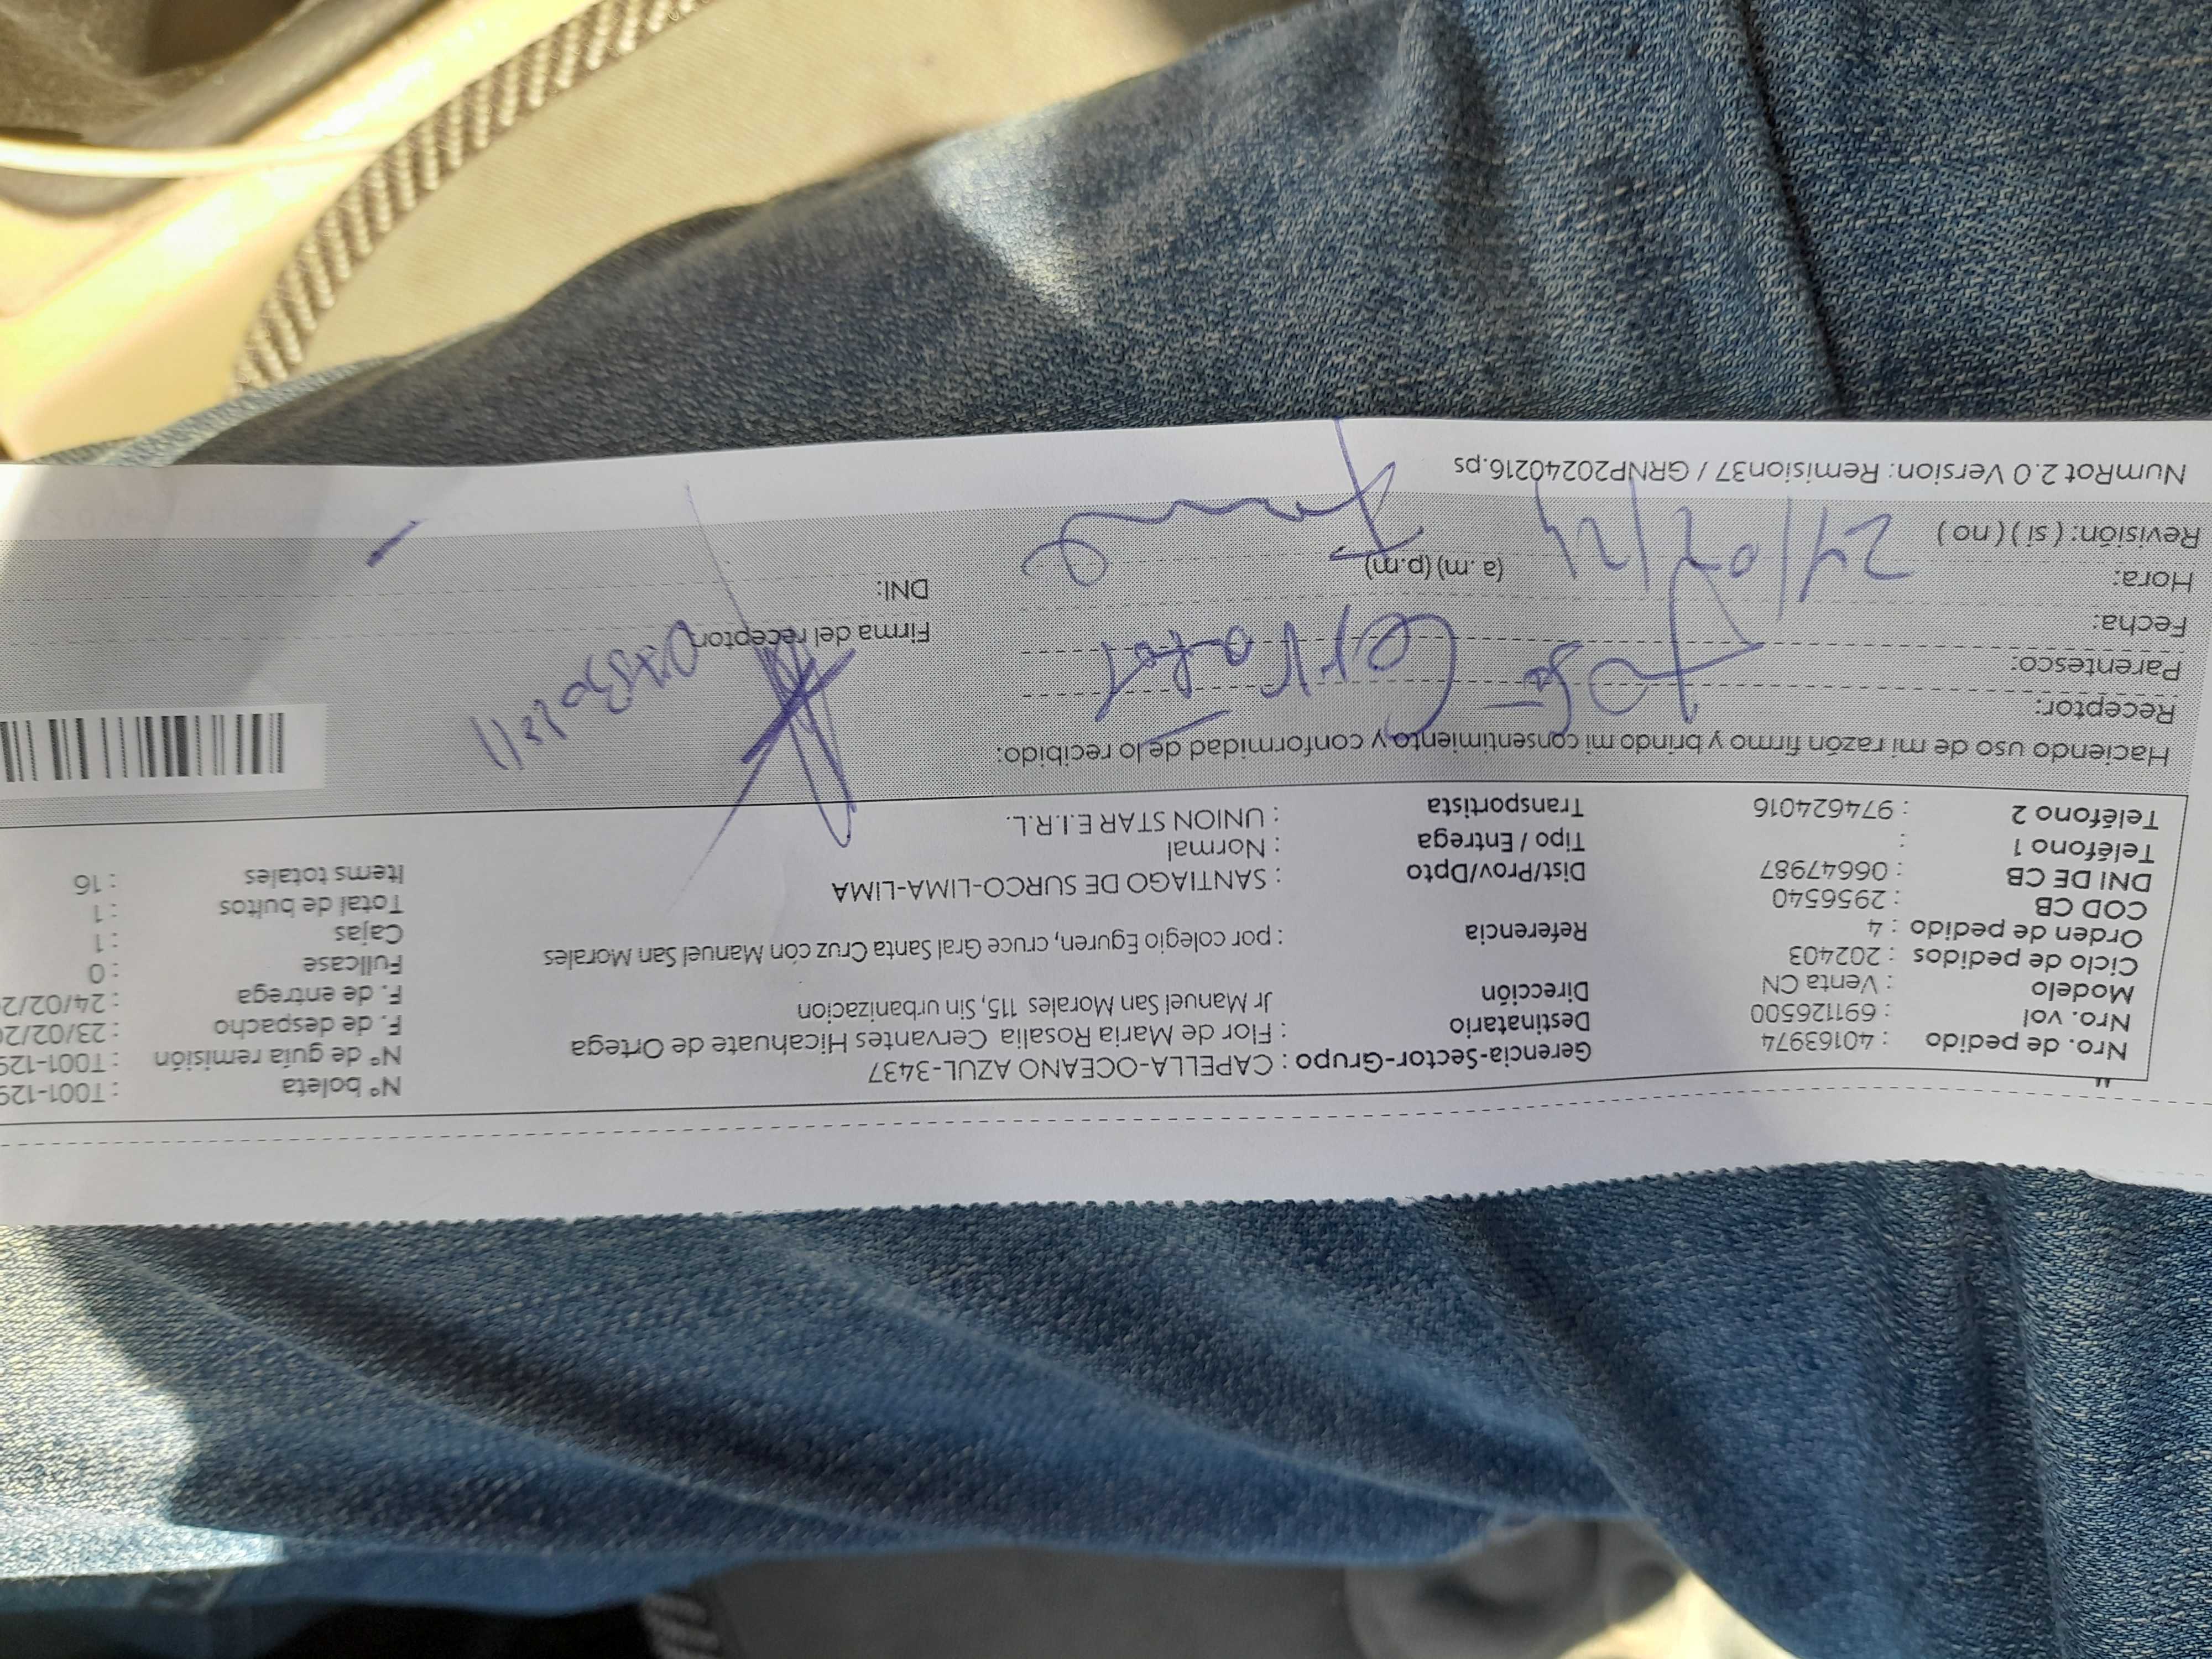 Nro. de pedido : 40163974
Nro. vol : 691126500
Modelo : Venta CN
Ciclo de pedidos : 202403
Orden de pedido : 4
COD CB : 2956540
DNI DE CB : 06647987
Teléfono 1 :
Teléfono 2 : 974624016
Gerencia-Sector-Grupo : CAPELLA-OCEANO AZUL-3437
Destinatario : Flor de Maria Rosalia Cervantes Hicahuate de Ortega
Dirección Jr Manuel San Morales 115, Sin urbanizacion
Referencia : por colegio Eguren, cruce Gral Santa Cruz con Manuel San Morales
Dist/Prov/Dpto : SANTIAGO DE SURCO-LIMA-LIMA
Tipo / Entrega : Normal
Transportista : UNION STAR E.I.R.L.
N° boleta : T001-129
N° de guía remisión : T001-129
F. de despacho : 23/02/20
F. de entrega : 24/02/2
Fullcase : 0
Cajas : 1
Total de bultos : 1
Items totales : 16
Haciendo uso de mi razón firmo y brindo mi consentimiento y conformidad de lo recibido:
Receptor:
Parentesco:
Fecha:
Hora: (a.m) (p.m)
Revisión: ( si ) ( no )
José
24/02/24
Firma del receptor:
DNI:
NumRot 2.0 Version: Remision37 / GRNP20240216.ps